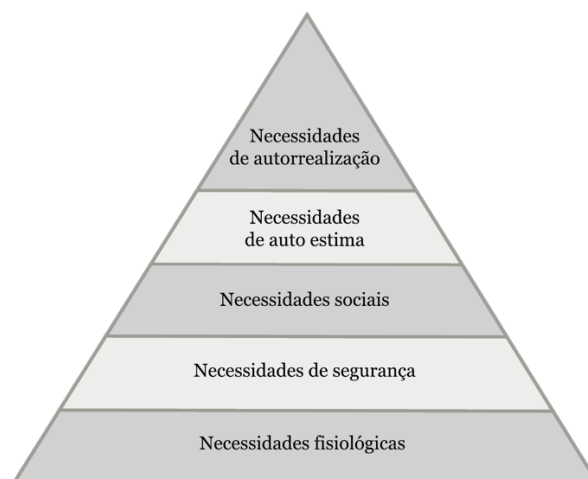 Necessidades
de autorrealização
Necessidades
de auto estima
Necessidades sociais
Necessidades de segurança
Necessidades fisiológicas